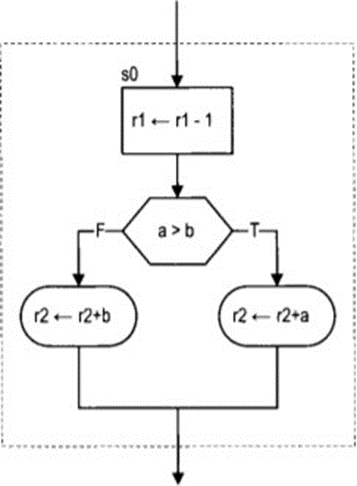 s0
r1 ← r1 - 1
a > b
F
T
r2 ← r2+b
r2 ← r2+a